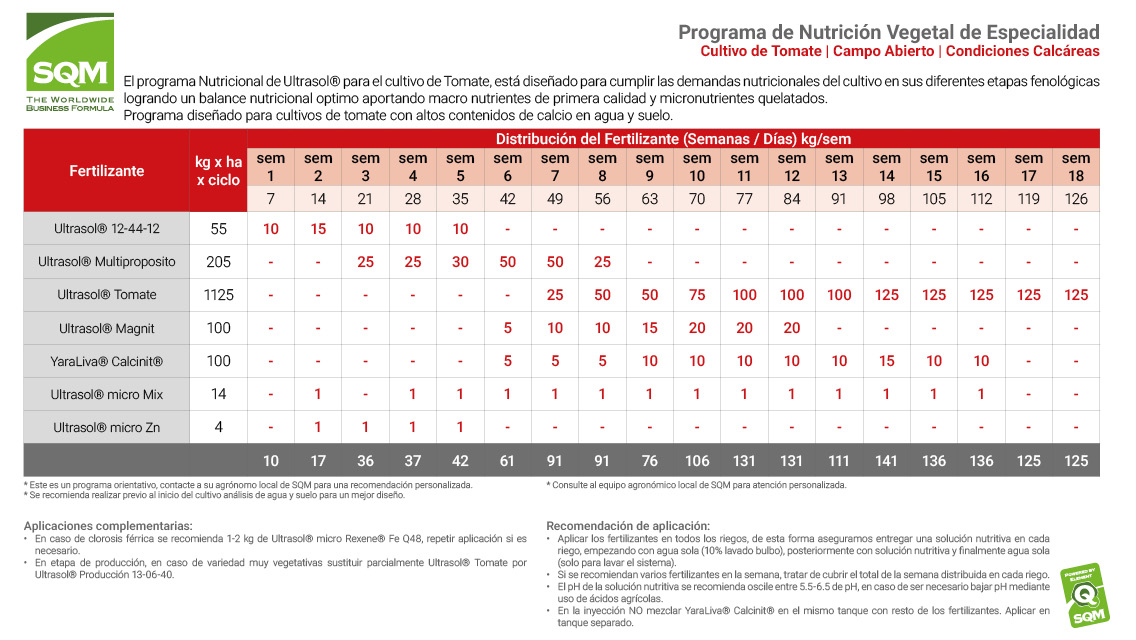 Programa de Nutrición Vegetal de Especialidad
Cultivo de Tomate | Campo Abierto | Condiciones Calcáreas
SQM
THE WORLDWIDE
BUSINESS FORMULA
El programa Nutricional de Ultrasol® para el cultivo de Tomate, está diseñado para cumplir las demandas nutricionales del cultivo en sus diferentes etapas fenológicas
logrando un balance nutricional optimo aportando macro nutrientes de primera calidad y micronutrientes quelatados.
Programa diseñado para cultivos de tomate con altos contenidos de calcio en agua y suelo.
Fertilizante kg x ha x ciclo Distribución del Fertilizante (Semanas / Días) kg/sem
sem 1 sem 2 sem 3 sem 4 sem 5 sem 6 sem 7 sem 8 sem 9 sem 10 sem 11 sem 12 sem 13 sem 14 sem 15 sem 16 sem 17 sem 18
7 14 21 28 35 42 49 56 63 70 77 84 91 98 105 112 119 126
Ultrasol® 12-44-12 55 10 15 10 10 10 - - - - - - - - - - - - -
Ultrasol® Multiproposito 205 - - 25 25 30 50 50 25 - - - - - - - - - -
Ultrasol® Tomate 1125 - - - - - - 25 50 50 75 100 100 100 125 125 125 125 125
Ultrasol® Magnit 100 - - - - - 5 10 10 15 20 20 20 - - - - - -
YaraLiva® Calcinit® 100 - - - - - 5 5 5 10 10 10 10 10 15 10 10 - -
Ultrasol® micro Mix 14 - 1 - 1 1 1 1 1 1 1 1 1 1 1 1 1 - -
Ultrasol® micro Zn 4 - 1 1 1 1 - - - - - - - - - - - - -
10 17 36 37 42 61 91 91 76 106 131 131 111 141 136 136 125 125
* Este es un programa orientativo, contacte a su agrónomo local de SQM para una recomendación personalizada.
* Se recomienda realizar previo al inicio del cultivo análisis de agua y suelo para un mejor diseño.
* Consulte al equipo agronómico local de SQM para atención personalizada.
Aplicaciones complementarias:
• En caso de clorosis férrica se recomienda 1-2 kg de Ultrasol® micro Rexene® Fe Q48, repetir aplicación si es
necesario.
• En etapa de producción, en caso de variedad muy vegetativas sustituir parcialmente Ultrasol® Tomate por
Ultrasol® Producción 13-06-40.
Recomendación de aplicación:
• Aplicar los fertilizantes en todos los riegos, de esta forma aseguramos entregar una solución nutritiva en cada
riego, empezando con agua sola (10% lavado bulbo), posteriormente con solución nutritiva y finalmente agua sola
(solo para lavar el sistema).
• Si se recomiendan varios fertilizantes en la semana, tratar de cubrir el total de la semana distribuida en cada riego.
• El pH de la solución nutritiva se recomienda oscile entre 5.5-6.5 de pH, en caso de ser necesario bajar pH mediante
uso de ácidos agrícolas.
• En la inyección NO mezclar YaraLiva® Calcinit® en el mismo tanque con resto de los fertilizantes. Aplicar en
tanque separado.
POWERED BY
ELEMENT
Q
SQM